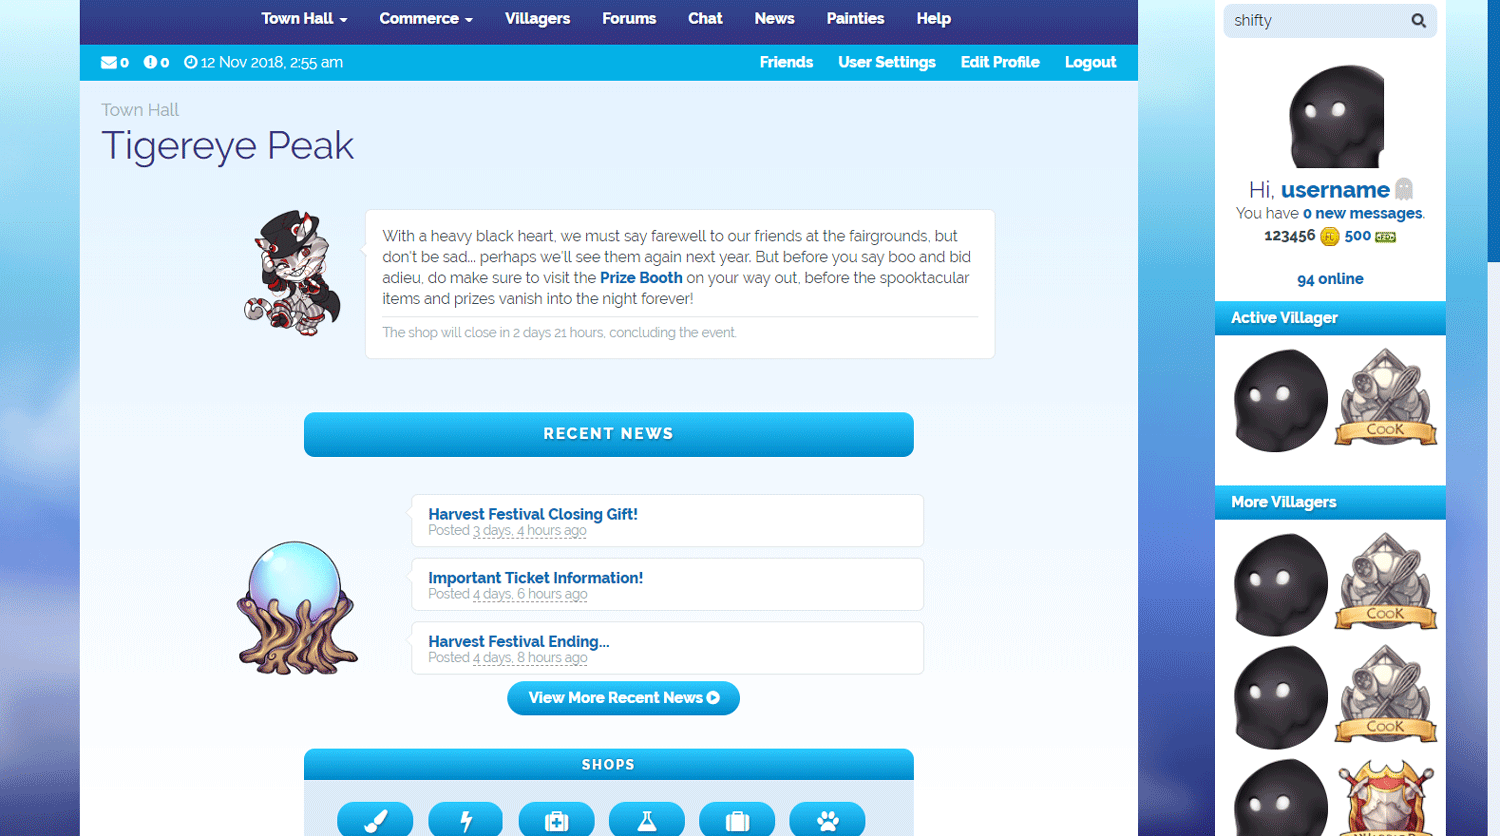 Town Hall
Commerce
Villagers
Forums
Chat
News
Painties
Help
0
0
12 Nov 2018, 2:55 am
Friends
User Settings
Edit Profile
Logout
Town Hall
Tigereye Peak
With a heavy black heart, we must say farewell to our friends at the fairgrounds, but
don't be sad... perhaps we'll see them again next year. But before you say boo and bid
adieu, do make sure to visit the Prize Booth on your way out, before the spooktacular
items and prizes vanish into the night forever!
The shop will close in 2 days 21 hours, concluding the event.
RECENT NEWS
Harvest Festival Closing Gift!
Posted 3 days, 4 hours ago
Important Ticket Information!
Posted 4 days, 6 hours ago
Harvest Festival Ending...
Posted 4 days, 8 hours ago
View More Recent News
SHOPS
shifty
Hi, username
You have 0 new messages.
123456 500
94 online
Active Villager
COOK
More Villagers
COOK
COOK